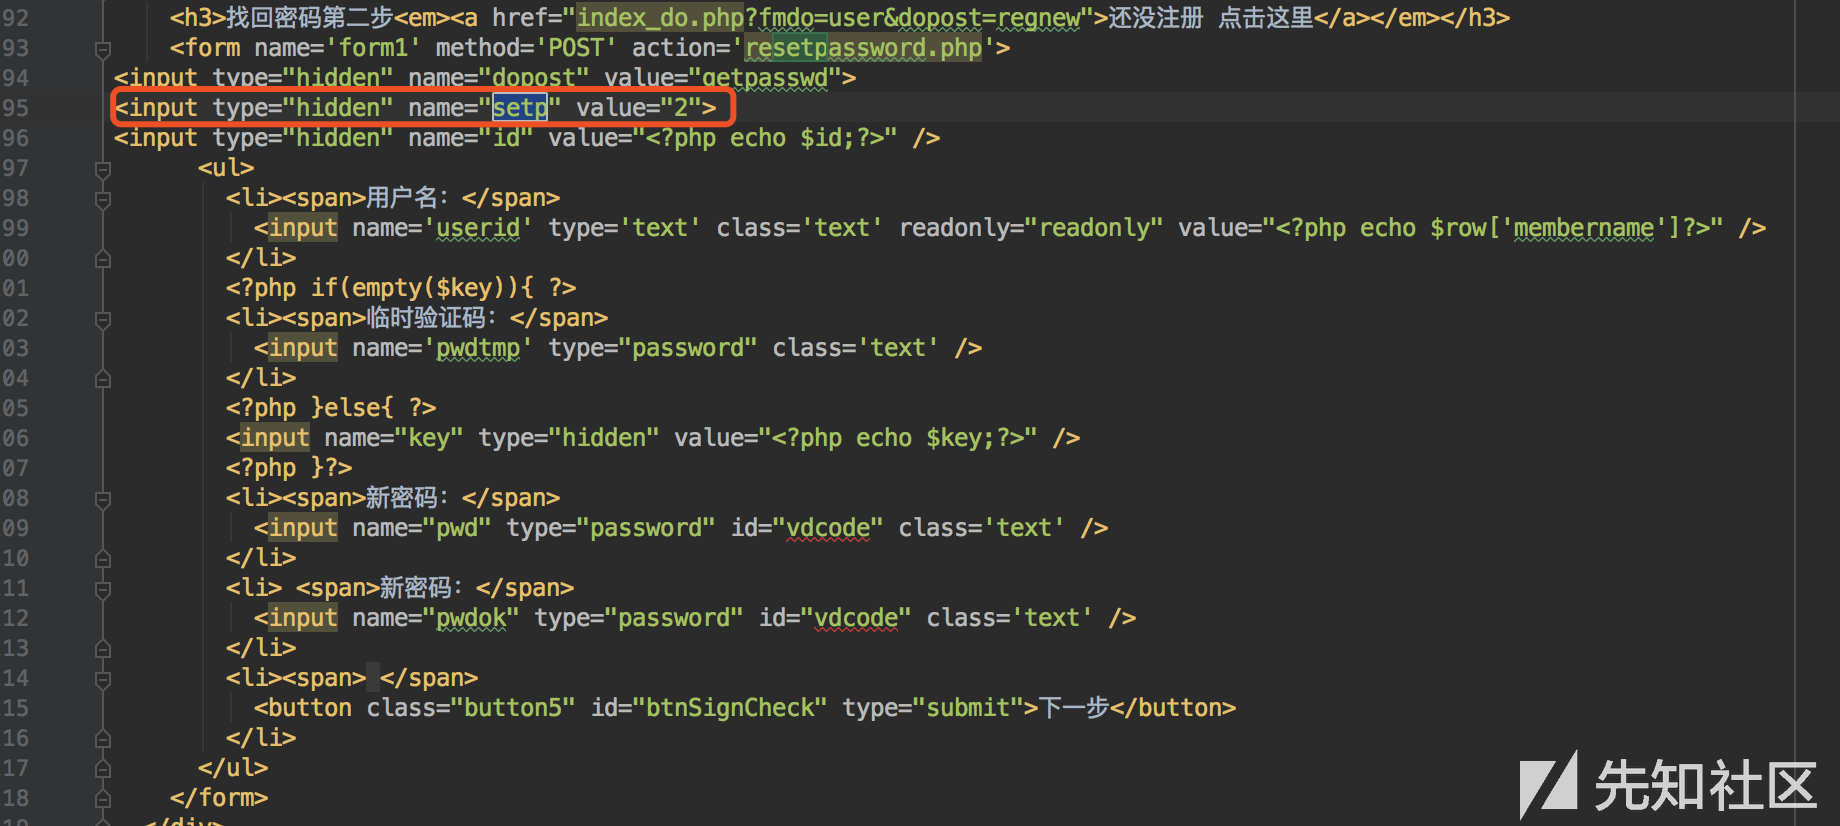 92 <h3>找回密码第二步<em><a href="index_do.php?fmdo=user&dopost=regnew">还没注册 点击这里</a></em></h3>
93 <form name='form1' method='POST' action='resetpassword.php'>
94 <input type="hidden" name="dopost" value="getpasswd">
95 <input type="hidden" name="setp" value="2">
96 <input type="hidden" name="id" value="<?php echo $id;?>" />
97 <ul>
98 <li><span>用户名：</span>
99 <input name='userid' type='text' class='text' readonly="readonly" value="<?php echo $row['membername']?>" />
00 </li>
01 <?php if(empty($key)){ ?>
02 <li><span>临时验证码：</span>
03 <input name='pwdtmp' type="password" class='text' />
04 </li>
05 <?php }else{ ?>
06 <input name="key" type="hidden" value="<?php echo $key;?>" />
07 <?php }?>
08 <li><span>新密码：</span>
09 <input name="pwd" type="password" id="vdcode" class='text' />
10 </li>
11 <li> <span>新密码：</span>
12 <input name="pwdok" type="password" id="vdcode" class='text' />
13 </li>
14 <li><span> </span>
15 <button class="button5" id="btnSignCheck" type="submit">下一步</button>
16 </li>
17 </ul>
18 </form>
19 </div>
先知社区